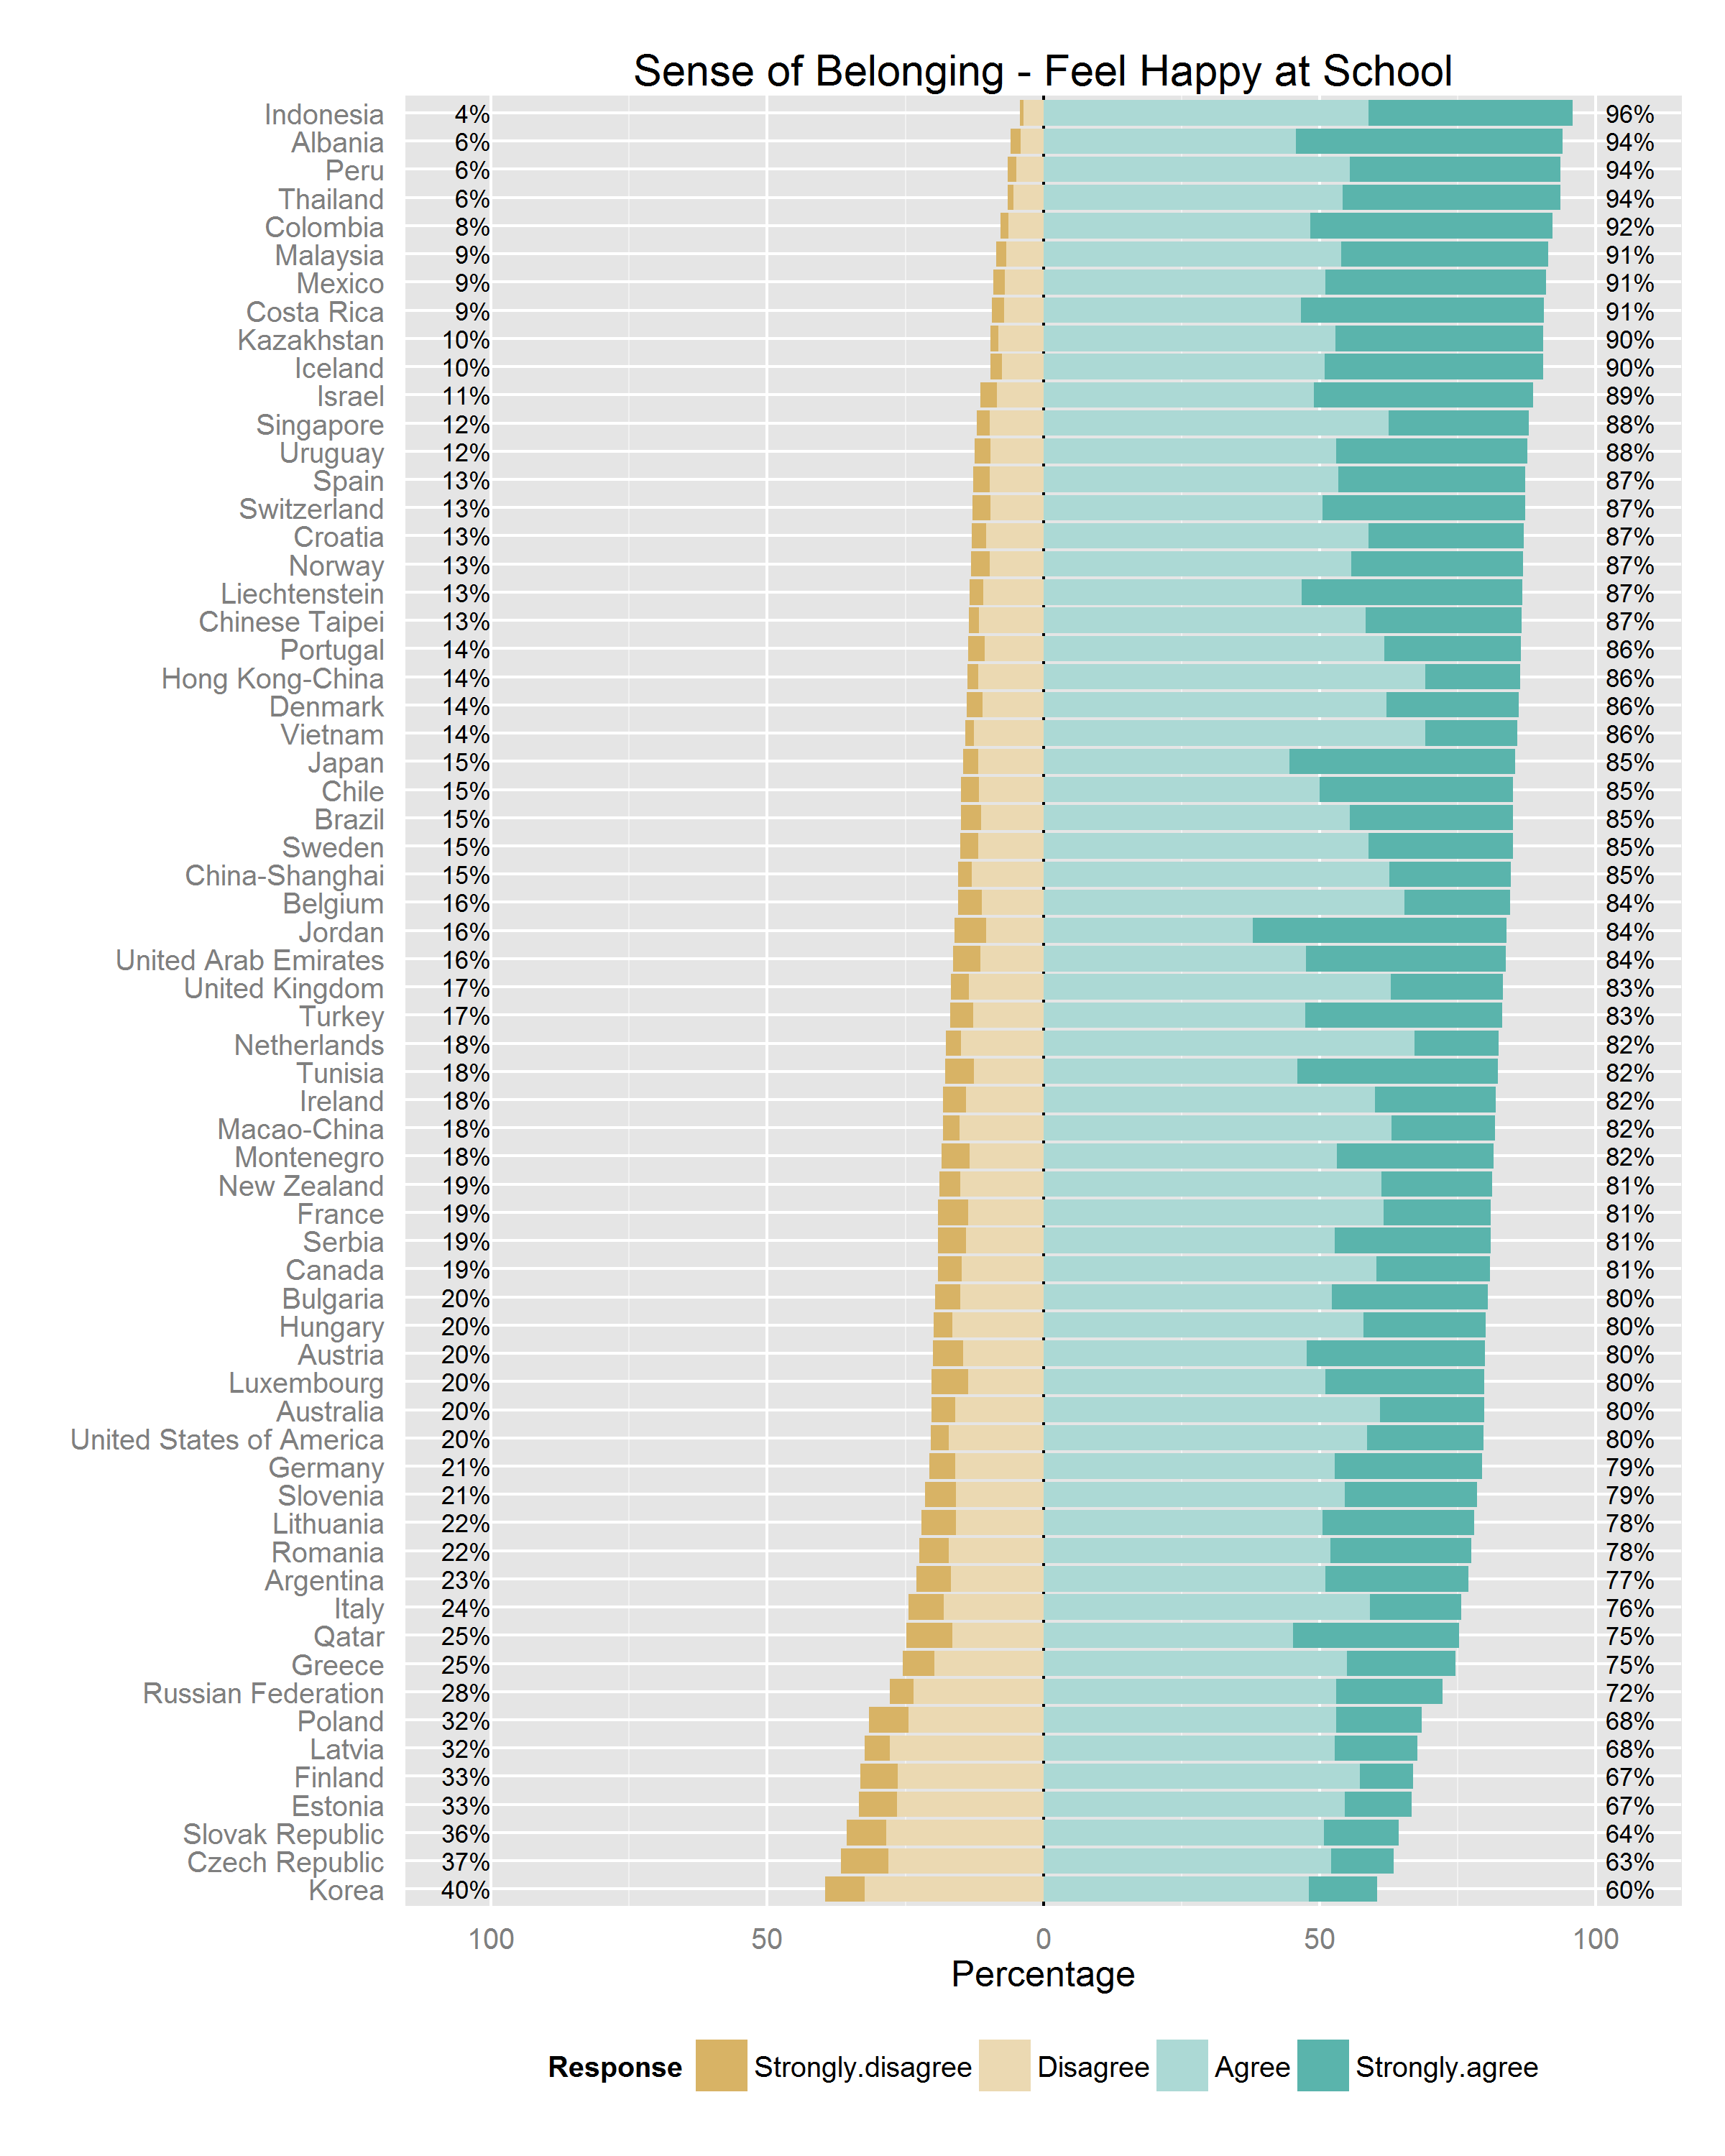 Sense of Belonging - Feel Happy at School
Indonesia 4% 96%
Albania 6% 94%
Peru 6% 94%
Thailand 6% 94%
Colombia 8% 92%
Malaysia 9% 91%
Mexico 9% 91%
Costa Rica 9% 91%
Kazakhstan 10% 90%
Iceland 10% 90%
Israel 11% 89%
Singapore 12% 88%
Uruguay 12% 88%
Spain 13% 87%
Switzerland 13% 87%
Croatia 13% 87%
Norway 13% 87%
Liechtenstein 13% 87%
Chinese Taipei 13% 87%
Portugal 14% 86%
Hong Kong-China 14% 86%
Denmark 14% 86%
Vietnam 14% 86%
Japan 15% 85%
Chile 15% 85%
Brazil 15% 85%
Sweden 15% 85%
China-Shanghai 15% 85%
Belgium 16% 84%
Jordan 16% 84%
United Arab Emirates 16% 84%
United Kingdom 17% 83%
Turkey 17% 83%
Netherlands 18% 82%
Tunisia 18% 82%
Ireland 18% 82%
Macao-China 18% 82%
Montenegro 18% 82%
New Zealand 19% 81%
France 19% 81%
Serbia 19% 81%
Canada 19% 81%
Bulgaria 20% 80%
Hungary 20% 80%
Austria 20% 80%
Luxembourg 20% 80%
Australia 20% 80%
United States of America 20% 80%
Germany 21% 79%
Slovenia 21% 79%
Lithuania 22% 78%
Romania 22% 78%
Argentina 23% 77%
Italy 24% 76%
Qatar 25% 75%
Greece 25% 75%
Russian Federation 28% 72%
Poland 32% 68%
Latvia 32% 68%
Finland 33% 67%
Estonia 33% 67%
Slovak Republic 36% 64%
Czech Republic 37% 63%
Korea 40% 60%
100 50 0 50 100
Percentage
Response Strongly.disagree Disagree Agree Strongly.agree